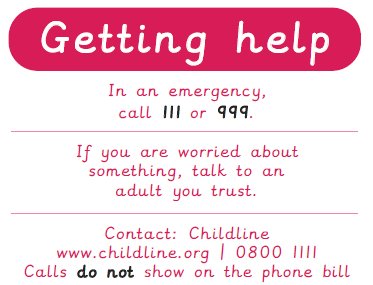 Getting help
In an emergency,
call 111 or 999.
If you are worried about
something, talk to an
adult you trust.
Contact: Childline
www.childline.org | 0800 1111
Calls do not show on the phone bill